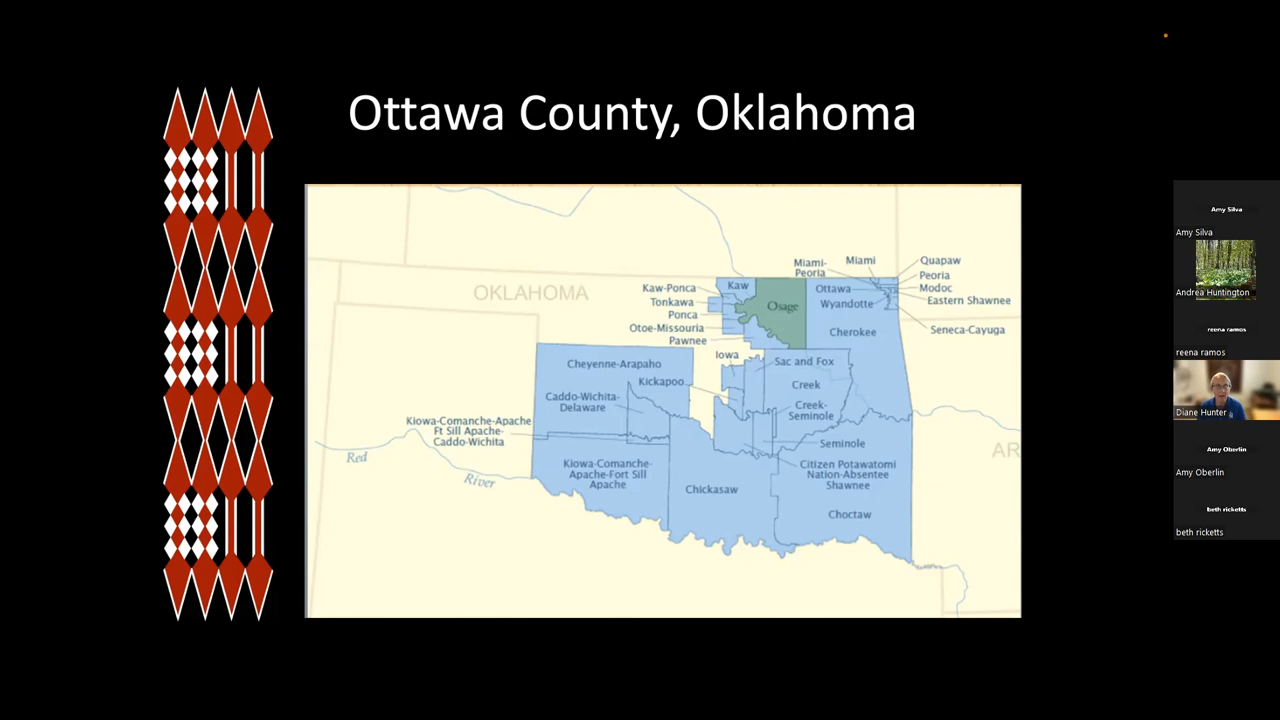 Ottawa County, Oklahoma
OKLAHOMA
Miami-
Peoria
Miami
Quapaw
Peoria
Modoc
Eastern Shawnee
Seneca-Cayuga
Ottawa
Wyandotte
Cherokee
Kaw-Ponca
Tonkawa
Ponca
Otoe-Missouria
Pawnee
Kaw
Osage
Iowa
Sac and Fox
Cheyenne-Arapaho
Kickapoo
Creek
Caddo-Wichita-
Delaware
Creek-
Seminole
Kiowa-Comanche-Apache
Ft Sill Apache-
Caddo-Wichita
Seminole
AR
Red
River
Kiowa-Comanche-
Apache-Fort Sill
Apache
Chickasaw
Citizen Potawatomi
Nation-Absentee
Shawnee
Choctaw
Amy Silva
Amy Silva
Andrea Huntington
reena ramos
reena ramos
Diane Hunter
Amy Oberlin
Amy Oberlin
beth ricketts
beth ricketts